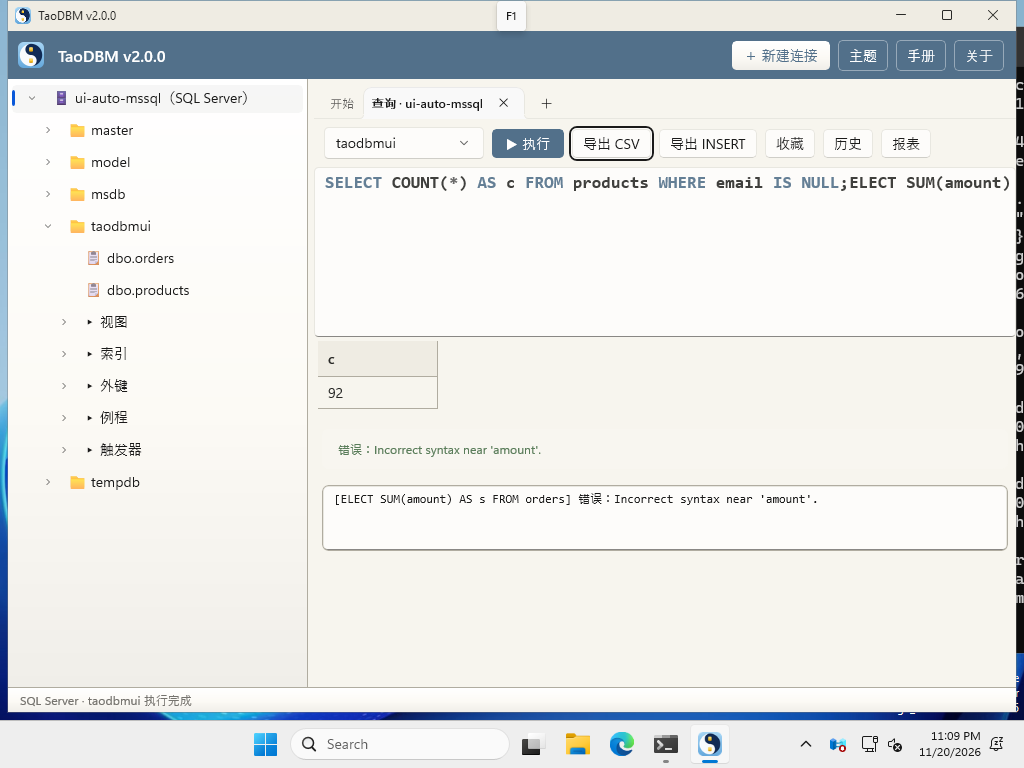 TaoDBM v2.0.0
F1
TaoDBM v2.0.0
+ 新建连接
主题
手册
关于
ui-auto-mssql（SQL Server）
master
model
msdb
taodbmui
dbo.orders
dbo.products
视图
索引
外键
例程
触发器
tempdb
开始
查询 · ui-auto-mssql
taodbmui
执行
导出 CSV
导出 INSERT
收藏
历史
报表
SELECT COUNT(*) AS c FROM products WHERE email IS NULL;ELECT SUM(amount)
c
92
错误：Incorrect syntax near 'amount'.
[ELECT SUM(amount) AS s FROM orders] 错误：Incorrect syntax near 'amount'.
SQL Server · taodbmui 执行完成
Search
11:09 PM
11/20/2026